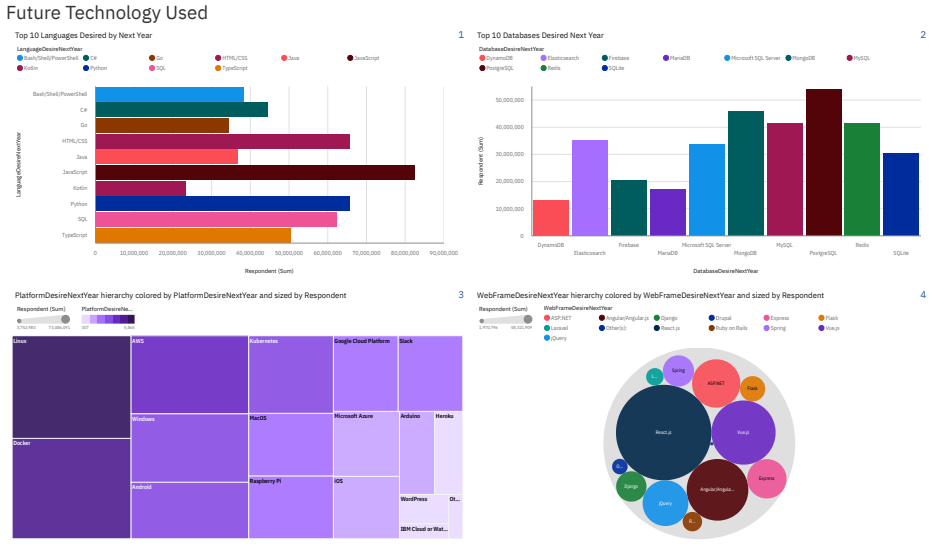 Future Technology Used
Top 10 Languages Desired by Next Year
1
LanguageDesireNextYear
Bash/Shell/PowerShell C# Go HTML/CSS Java JavaScript
Kotlin Python SQL TypeScript
LanguageDesireNextYear
Bash/Shell/PowerShell
C#
Go
HTML/CSS
Java
JavaScript
Kotlin
Python
SQL
TypeScript
0 10,000,000 20,000,000 30,000,000 40,000,000 50,000,000 60,000,000 70,000,000 80,000,000 90,000,000
Respondent (Sum)
Top 10 Databases Desired Next Year
2
DatabaseDesireNextYear
DynamoDB Elasticsearch Firebase MariaDB Microsoft SQL Server MongoDB MySQL
PostgreSQL Redis SQLite
Respondent (Sum)
50,000,000
40,000,000
30,000,000
20,000,000
10,000,000
0
DynamoDB Firebase Microsoft SQL Server MySQL Redis
Elasticsearch MariaDB MongoDB PostgreSQL SQLite
DatabaseDesireNextYear
PlatformDesireNextYear hierarchy colored by PlatformDesireNextYear and sized by Respondent
3
Respondent (Sum) PlatformDesireNe...
Linux AWS Kubernetes Google Cloud Platform Slack
Docker Windows MacOS Microsoft Azure Arduino Heroku
Android Raspberry Pi iOS
WordPress Ot...
IBM Cloud or Wat...
WebFrameDesireNextYear hierarchy colored by WebFrameDesireNextYear and sized by Respondent
4
Respondent (Sum) WebFrameDesireNextYear
ASP.NET Angular/Angular.js Django Drupal Express Flask
Laravel Other(s): React.js Ruby on Rails Spring Vue.js
jQuery
L... Spring ASP.NET Flask
React.js Vue.js
Django jQuery Angular/Angula... Express
R...